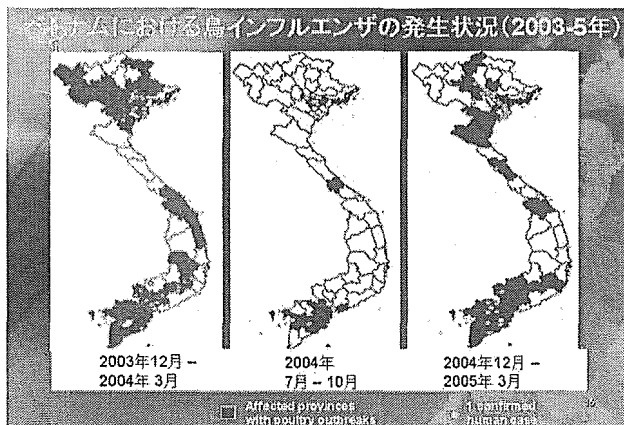 ベトナムにおける鳥インフルエンザの発生状況(2003-5年)
2003年12月 –
2004年 3月
2004年
7月 – 10月
2004年12月 –
2005年 3月
Affected provinces
with poultry outbreaks
1 confirmed
human case